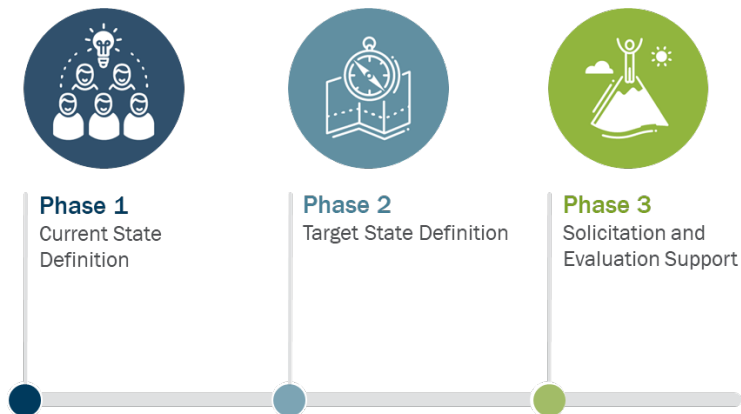 Phase 1
Current State
Definition
Phase 2
Target State Definition
Phase 3
Solicitation and
Evaluation Support